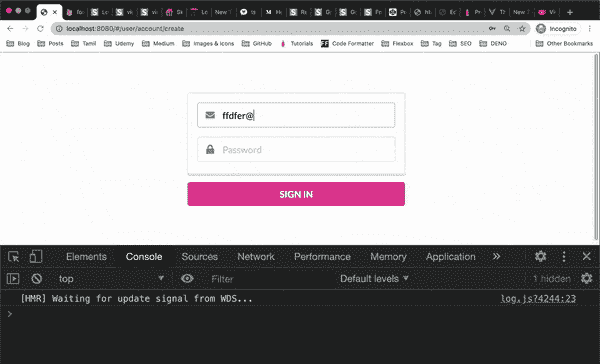 localhost:8080/#/user/account/create
Incognito
Blog Posts Tamil Udemy Medium Images & Icons GitHub Tutorials Code Formatter Flexbox Tag SEO DENO Other Bookmarks
ffdfer@
Password
SIGN IN
Elements Console Sources Network Performance Memory Application »
top Filter Default levels 1 hidden
[HMR] Waiting for update signal from WDS... log.js?4244:23
>